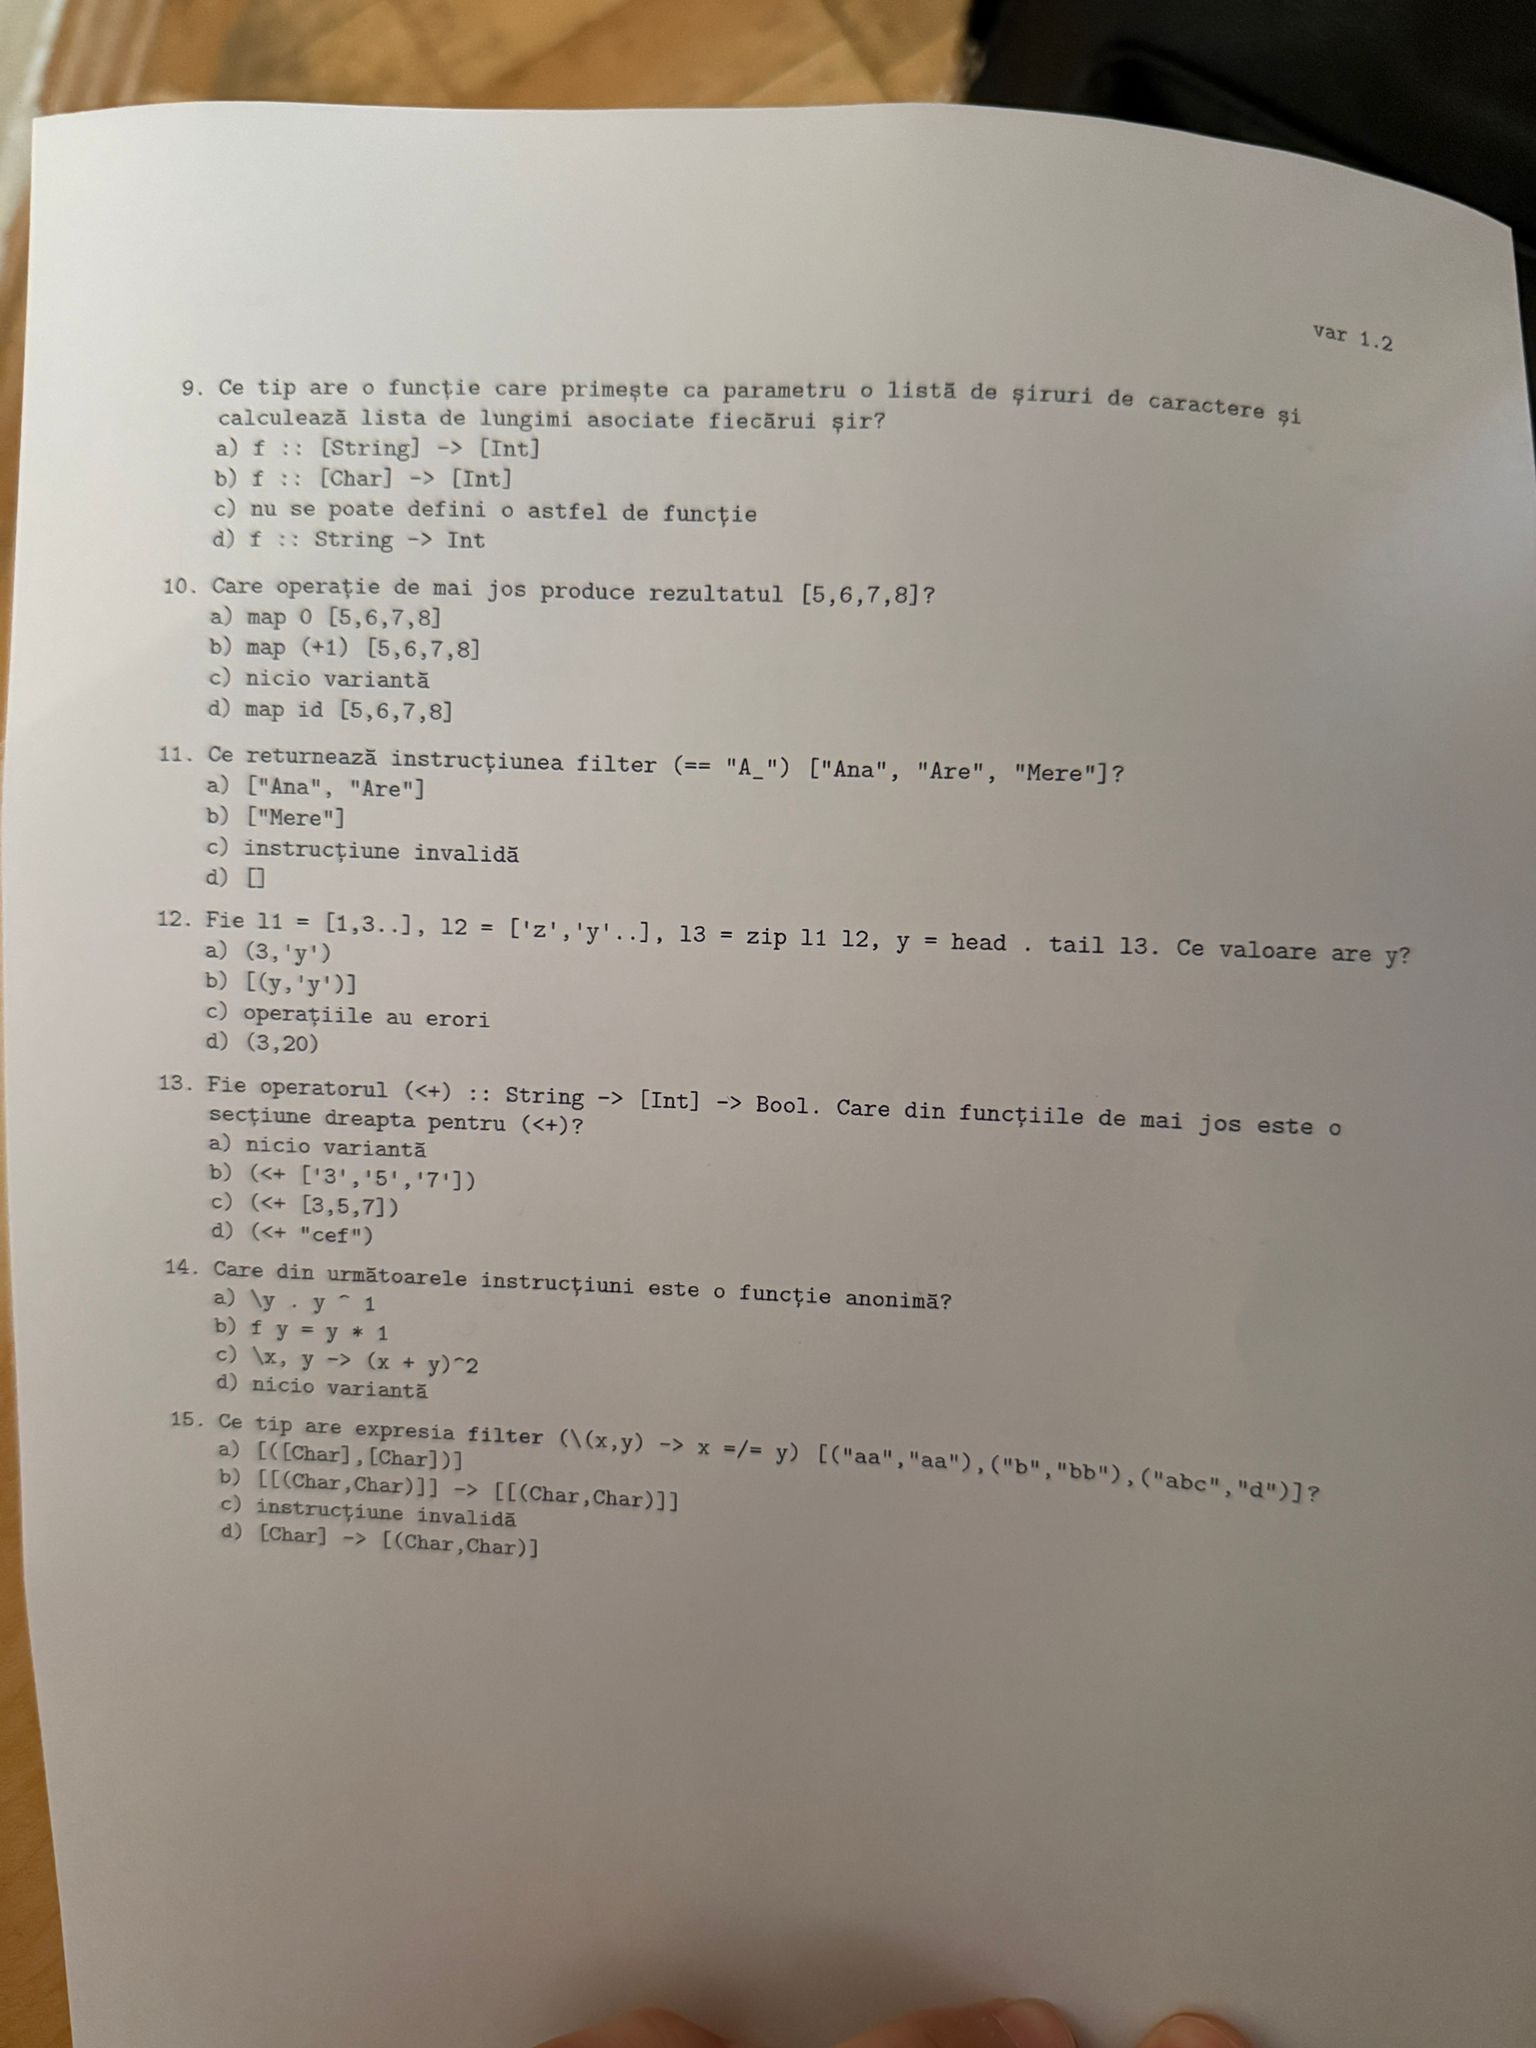 var 1.2
9. Ce tip are o funcție care primește ca parametru o listă de șiruri de caractere și
calculează lista de lungimi asociate fiecărui șir?
a) f :: [String] -> [Int]
b) f :: [Char] -> [Int]
c) nu se poate defini o astfel de funcție
d) f :: String -> Int
10. Care operație de mai jos produce rezultatul [5,6,7,8]?
a) map 0 [5,6,7,8]
b) map (+1) [5,6,7,8]
c) nicio variantă
d) map id [5,6,7,8]
11. Ce returnează instrucțiunea filter (== "A_") ["Ana", "Are", "Mere"]?
a) ["Ana", "Are"]
b) ["Mere"]
c) instrucțiune invalidă
d) []
12. Fie l1 = [1,3..], l2 = ['z','y'..], l3 = zip l1 l2, y = head . tail l3. Ce valoare are y?
a) (3,'y')
b) [(y,'y')]
c) operațiile au erori
d) (3,20)
13. Fie operatorul (<+) :: String -> [Int] -> Bool. Care din funcțiile de mai jos este o
secțiune dreapta pentru (<+)?
a) nicio variantă
b) (<+ ['3','5','7'])
c) (<+ [3,5,7])
d) (<+ "cef")
14. Care din următoarele instrucțiuni este o funcție anonimă?
a) \y . y ^ 1
b) f y = y * 1
c) \x, y -> (x + y)^2
d) nicio variantă
15. Ce tip are expresia filter (\(x,y) -> x =/= y) [("aa","aa"),("b","bb"),("abc","d")]?
a) [([Char],[Char])]
b) [[(Char,Char)]] -> [[(Char,Char)]]
c) instrucțiune invalidă
d) [Char] -> [(Char,Char)]